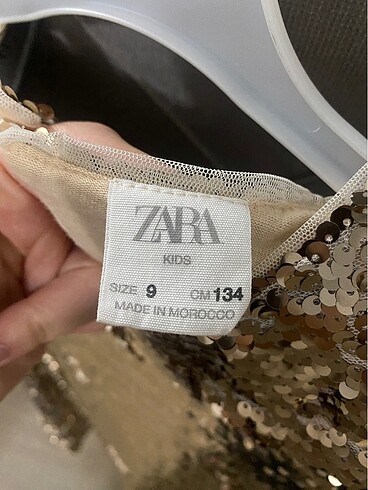 ZARA
KIDS
SIZE 9 CM 134
MADE IN MOROCCO